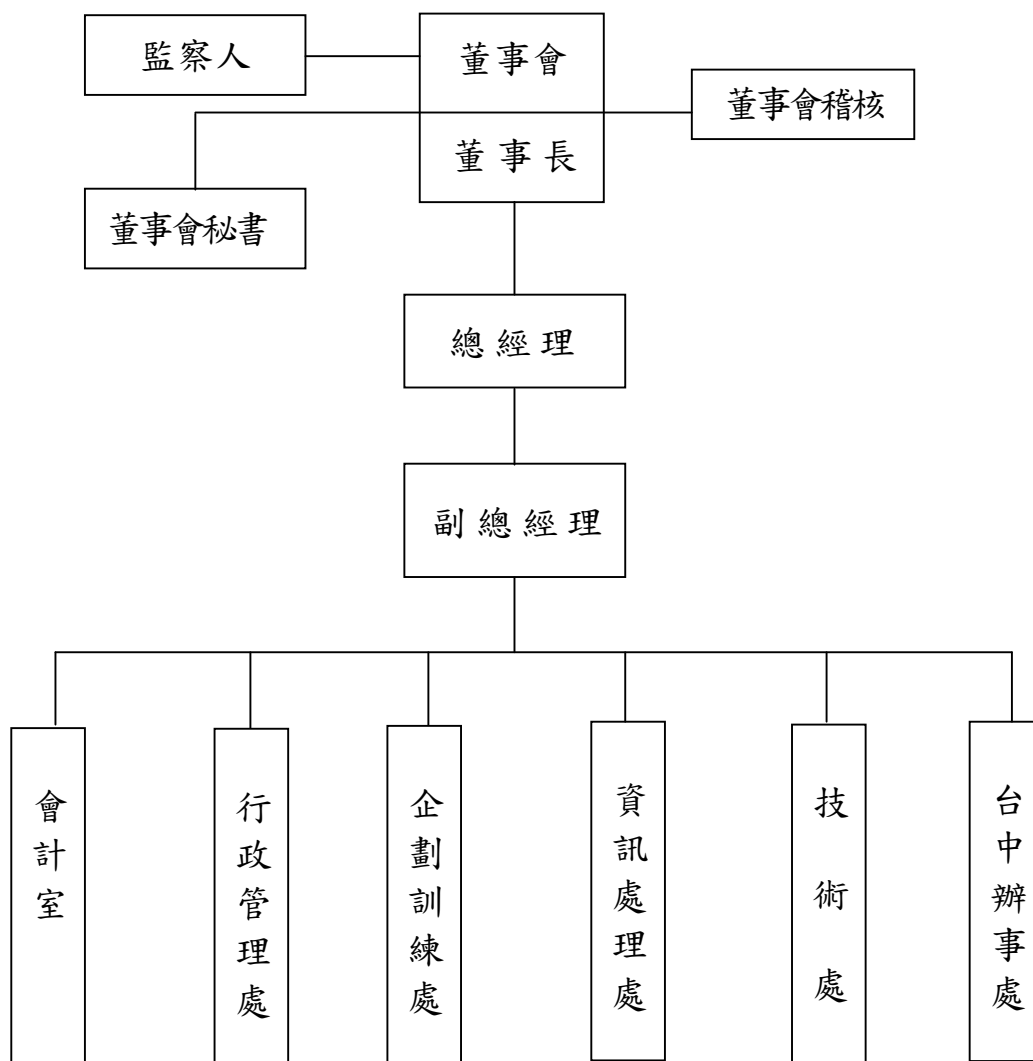 監察人
董事會
董事會稽核
董事長
董事會秘書
總經理
副總經理
會計室
行政管理處
企劃訓練處
資訊處理處
技術處
台中辦事處